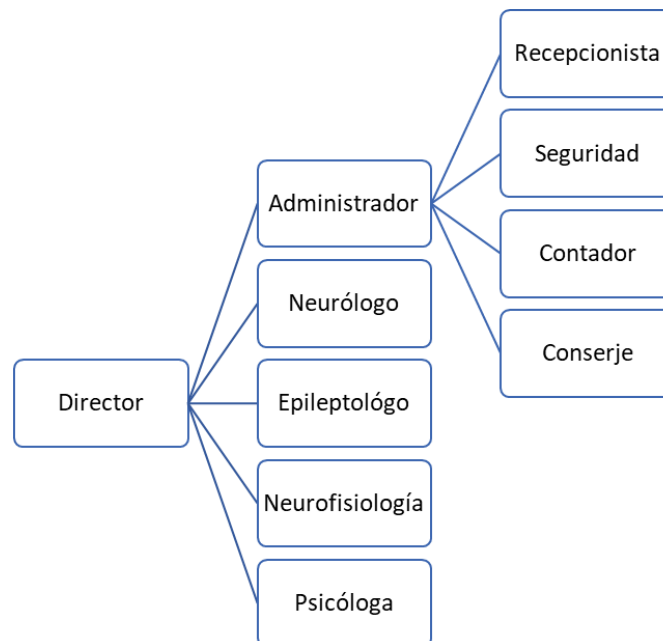 Director
Administrador
Recepcionista
Seguridad
Contador
Conserje
Neurólogo
Epileptológo
Neurofisiología
Psicóloga